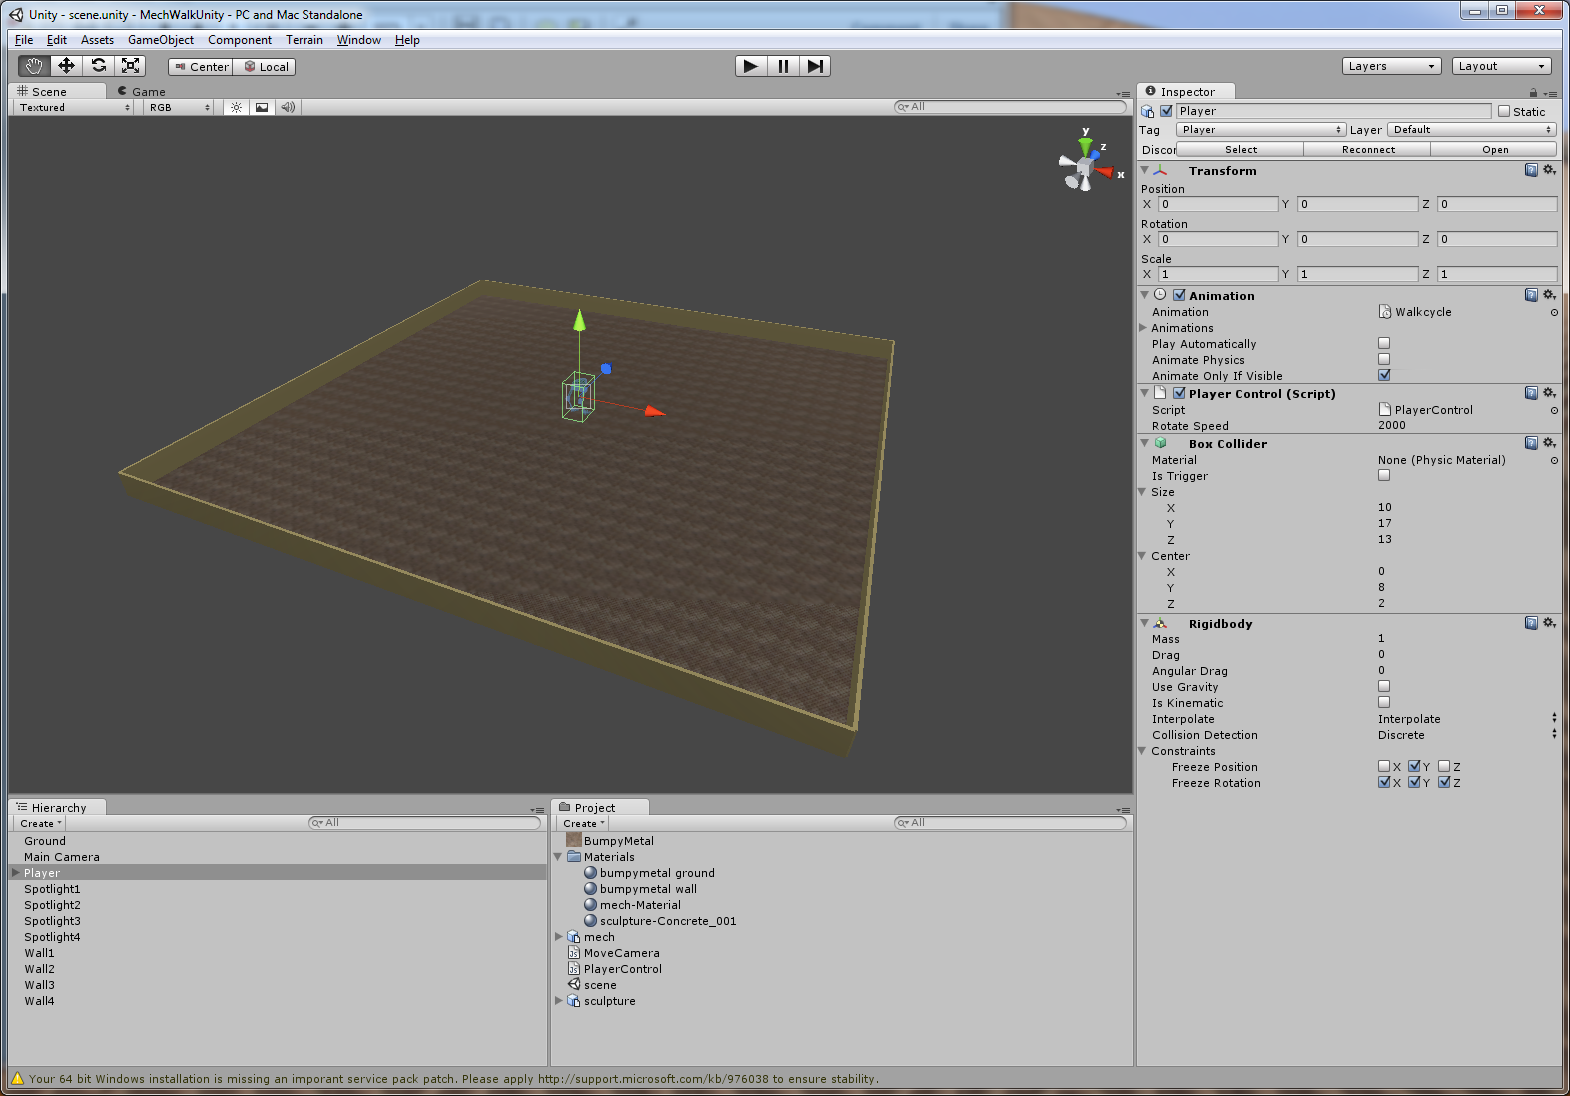 Unity - scene.unity - MechWalkUnity - PC and Mac Standalone
File Edit Assets GameObject Component Terrain Window Help
Center Local Layers Layout
Scene Game
Textured RGB All
y
z
x
Inspector
Player Static
Tag Player Layer Default
Discon Select Reconnect Open
Transform
Position
X 0 Y 0 Z 0
Rotation
X 0 Y 0 Z 0
Scale
X 1 Y 1 Z 1
Animation
Animation Walkcycle
Animations
Play Automatically
Animate Physics
Animate Only If Visible
Player Control (Script)
Script PlayerControl
Rotate Speed 2000
Box Collider
Material None (Physic Material)
Is Trigger
Size
X 10
Y 17
Z 13
Center
X 0
Y 8
Z 2
Rigidbody
Mass 1
Drag 0
Angular Drag 0
Use Gravity
Is Kinematic
Interpolate Interpolate
Collision Detection Discrete
Constraints
Freeze Position X Y Z
Freeze Rotation X Y Z
Hierarchy
Create All
Ground
Main Camera
Player
Spotlight1
Spotlight2
Spotlight3
Spotlight4
Wall1
Wall2
Wall3
Wall4
Project
Create All
BumpyMetal
Materials
bumpymetal ground
bumpymetal wall
mech-Material
sculpture-Concrete_001
mech
MoveCamera
PlayerControl
scene
sculpture
Your 64 bit Windows installation is missing an imporant service pack patch. Please apply http://support.microsoft.com/kb/976038 to ensure stability.